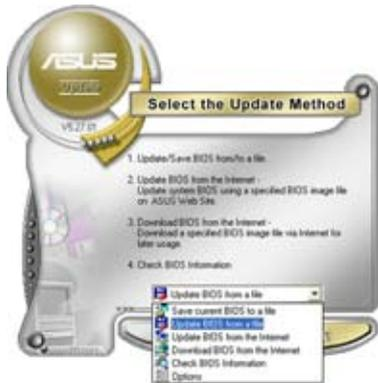 ASUS
Update
Select the Update Method
1. Update/Save BIOS from/to a file.
2. Update BIOS from the Internet -
Update system BIOS using a specified BIOS image file
on ASUS Web Site.
3. Download BIOS from the Internet -
Download a specified BIOS image file via Internet for
later usage.
4. Check BIOS Information
Update BIOS from a file
Save current BIOS to a file
Update BIOS from a file
Update BIOS from the Internet
Download BIOS from the Internet
Check BIOS Information
Options